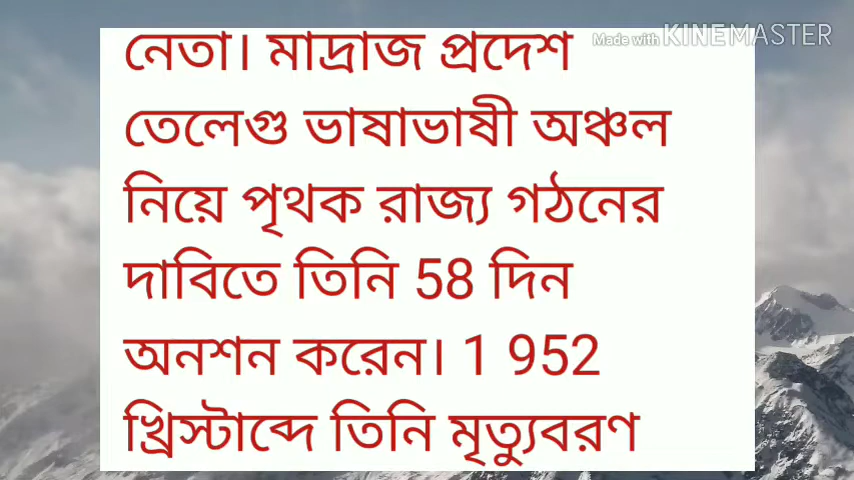 Made with KINEMASTER
নেতা। মাদ্রাজ প্রদেশ
তেলেগু ভাষাভাষী অঞ্চল
নিয়ে পৃথক রাজ্য গঠনের
দাবিতে তিনি 58 দিন
অনশন করেন। 1 952
খ্রিস্টাব্দে তিনি মৃত্যুবরণ